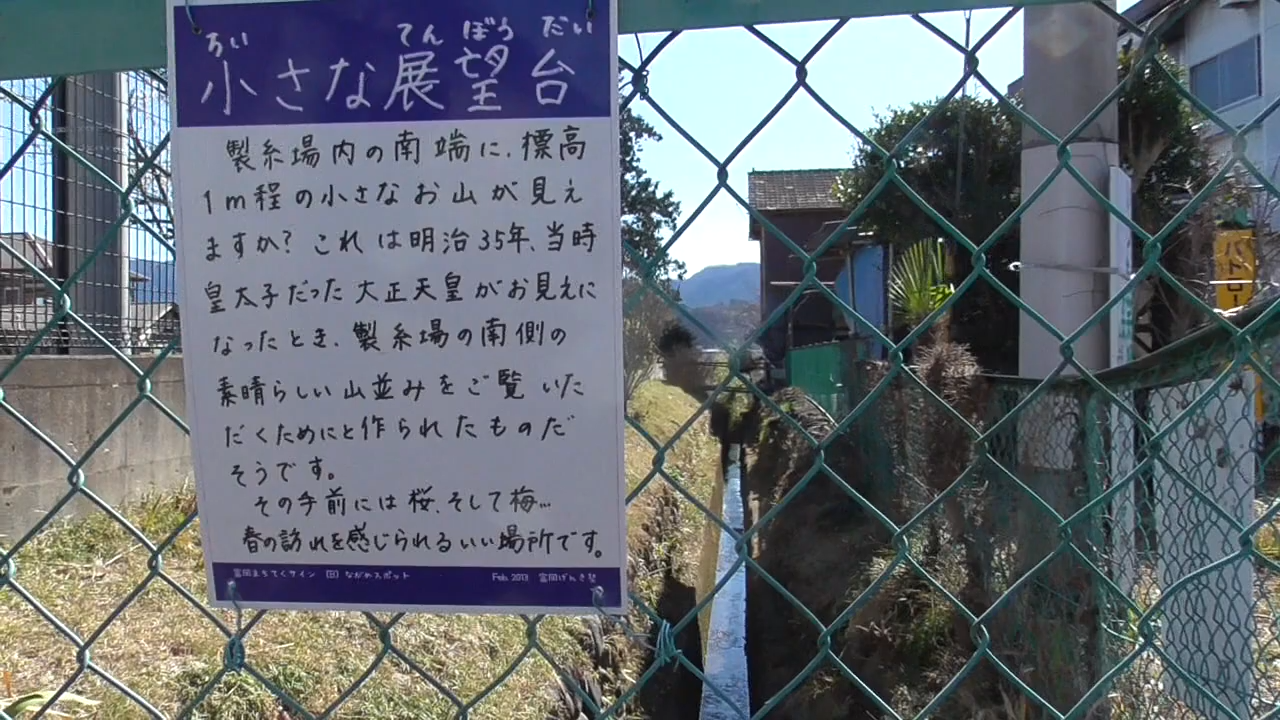 ちい てんぼうだい
小さな展望台
製糸場内の南端に、標高
1m程の小さなお山が見え
ますか? これは明治35年、当時
皇太子だった大正天皇がお見えに
なったとき、製糸場の南側の
素晴らしい山並みをご覧いた
だくためにと作られたものだ
そうです。
その手前には桜、そして梅…
春の訪れを感じられるいい場所です。
富岡まちてくサイン ながめスポット
Feb. 2013 富岡げんき塾
パトロー